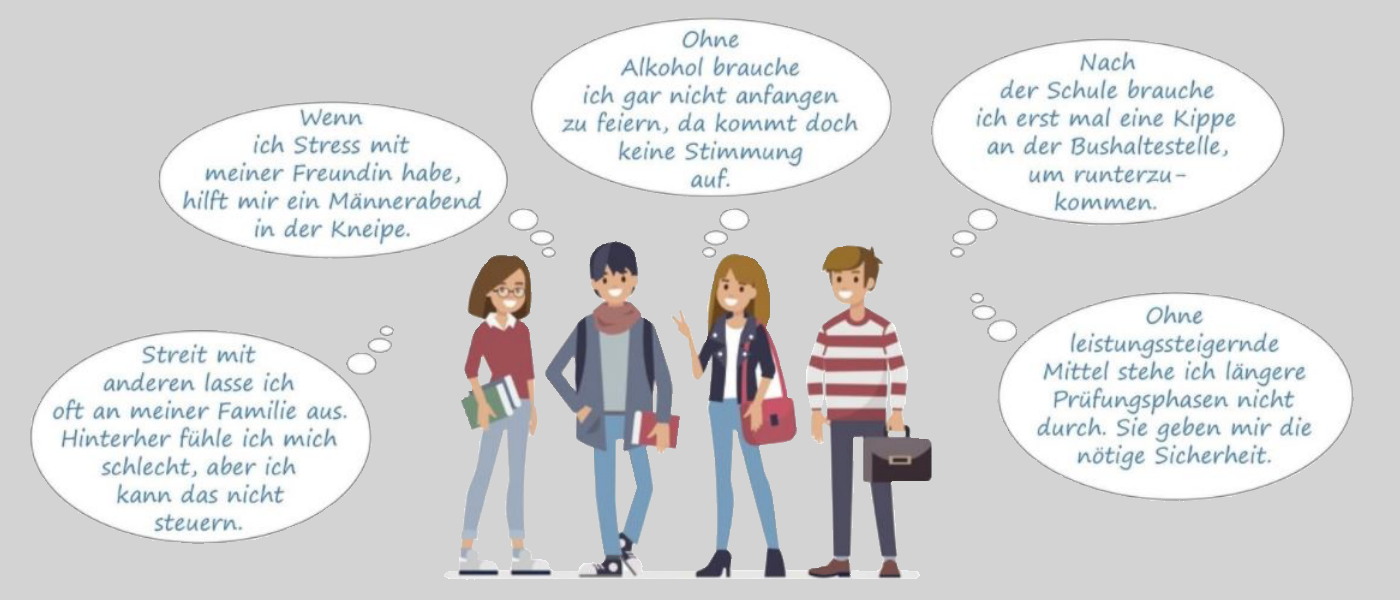 Ohne
Alkohol brauche
ich gar nicht anfangen
zu feiern, da kommt doch
keine Stimmung
auf.
Nach
der Schule brauche
ich erst mal eine Kippe
an der Bushaltestelle,
um runterzu-
kommen.
Wenn
ich Stress mit
meiner Freundin habe,
hilft mir ein Männerabend
in der Kneipe.
Streit mit
anderen lasse ich
oft an meiner Familie aus.
Hinterher fühle ich mich
schlecht, aber ich
kann das nicht
steuern.
Ohne
leistungssteigernde
Mittel stehe ich längere
Prüfungsphasen nicht
durch. Sie geben mir die
nötige Sicherheit.